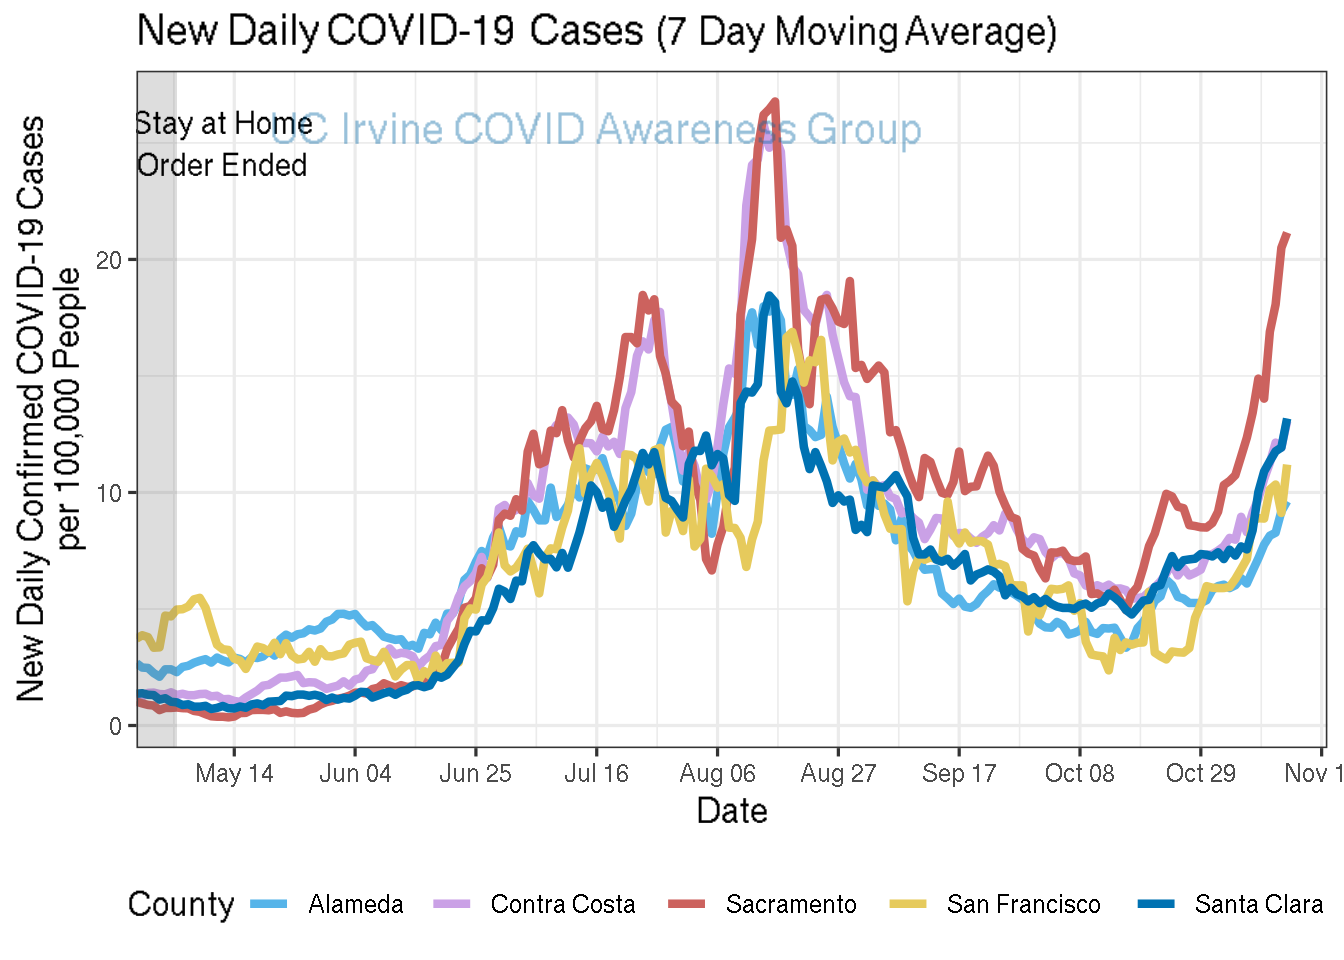 New Daily COVID-19 Cases (7 Day Moving Average)
UC Irvine COVID Awareness Group
Stay at Home
Order Ended
New Daily Confirmed COVID-19 Cases
per 100,000 People
20
10
0
May 14 Jun 04 Jun 25 Jul 16 Aug 06 Aug 27 Sep 17 Oct 08 Oct 29 Nov 1
Date
County Alameda Contra Costa Sacramento San Francisco Santa Clara